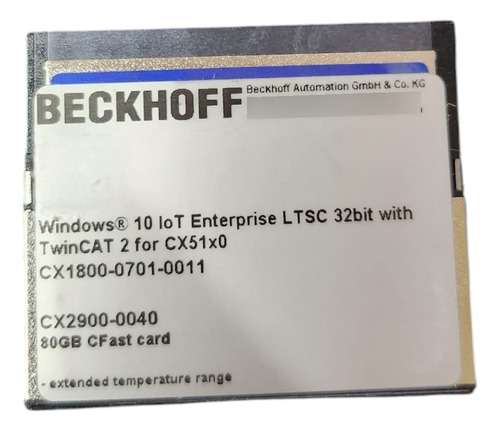 BECKHOFF
Beckhoff Automation GmbH & Co. KG
Windows® 10 IoT Enterprise LTSC 32bit with
TwinCAT 2 for CX51x0
CX1800-0701-0011
CX2900-0040
80GB CFast card
- extended temperature range